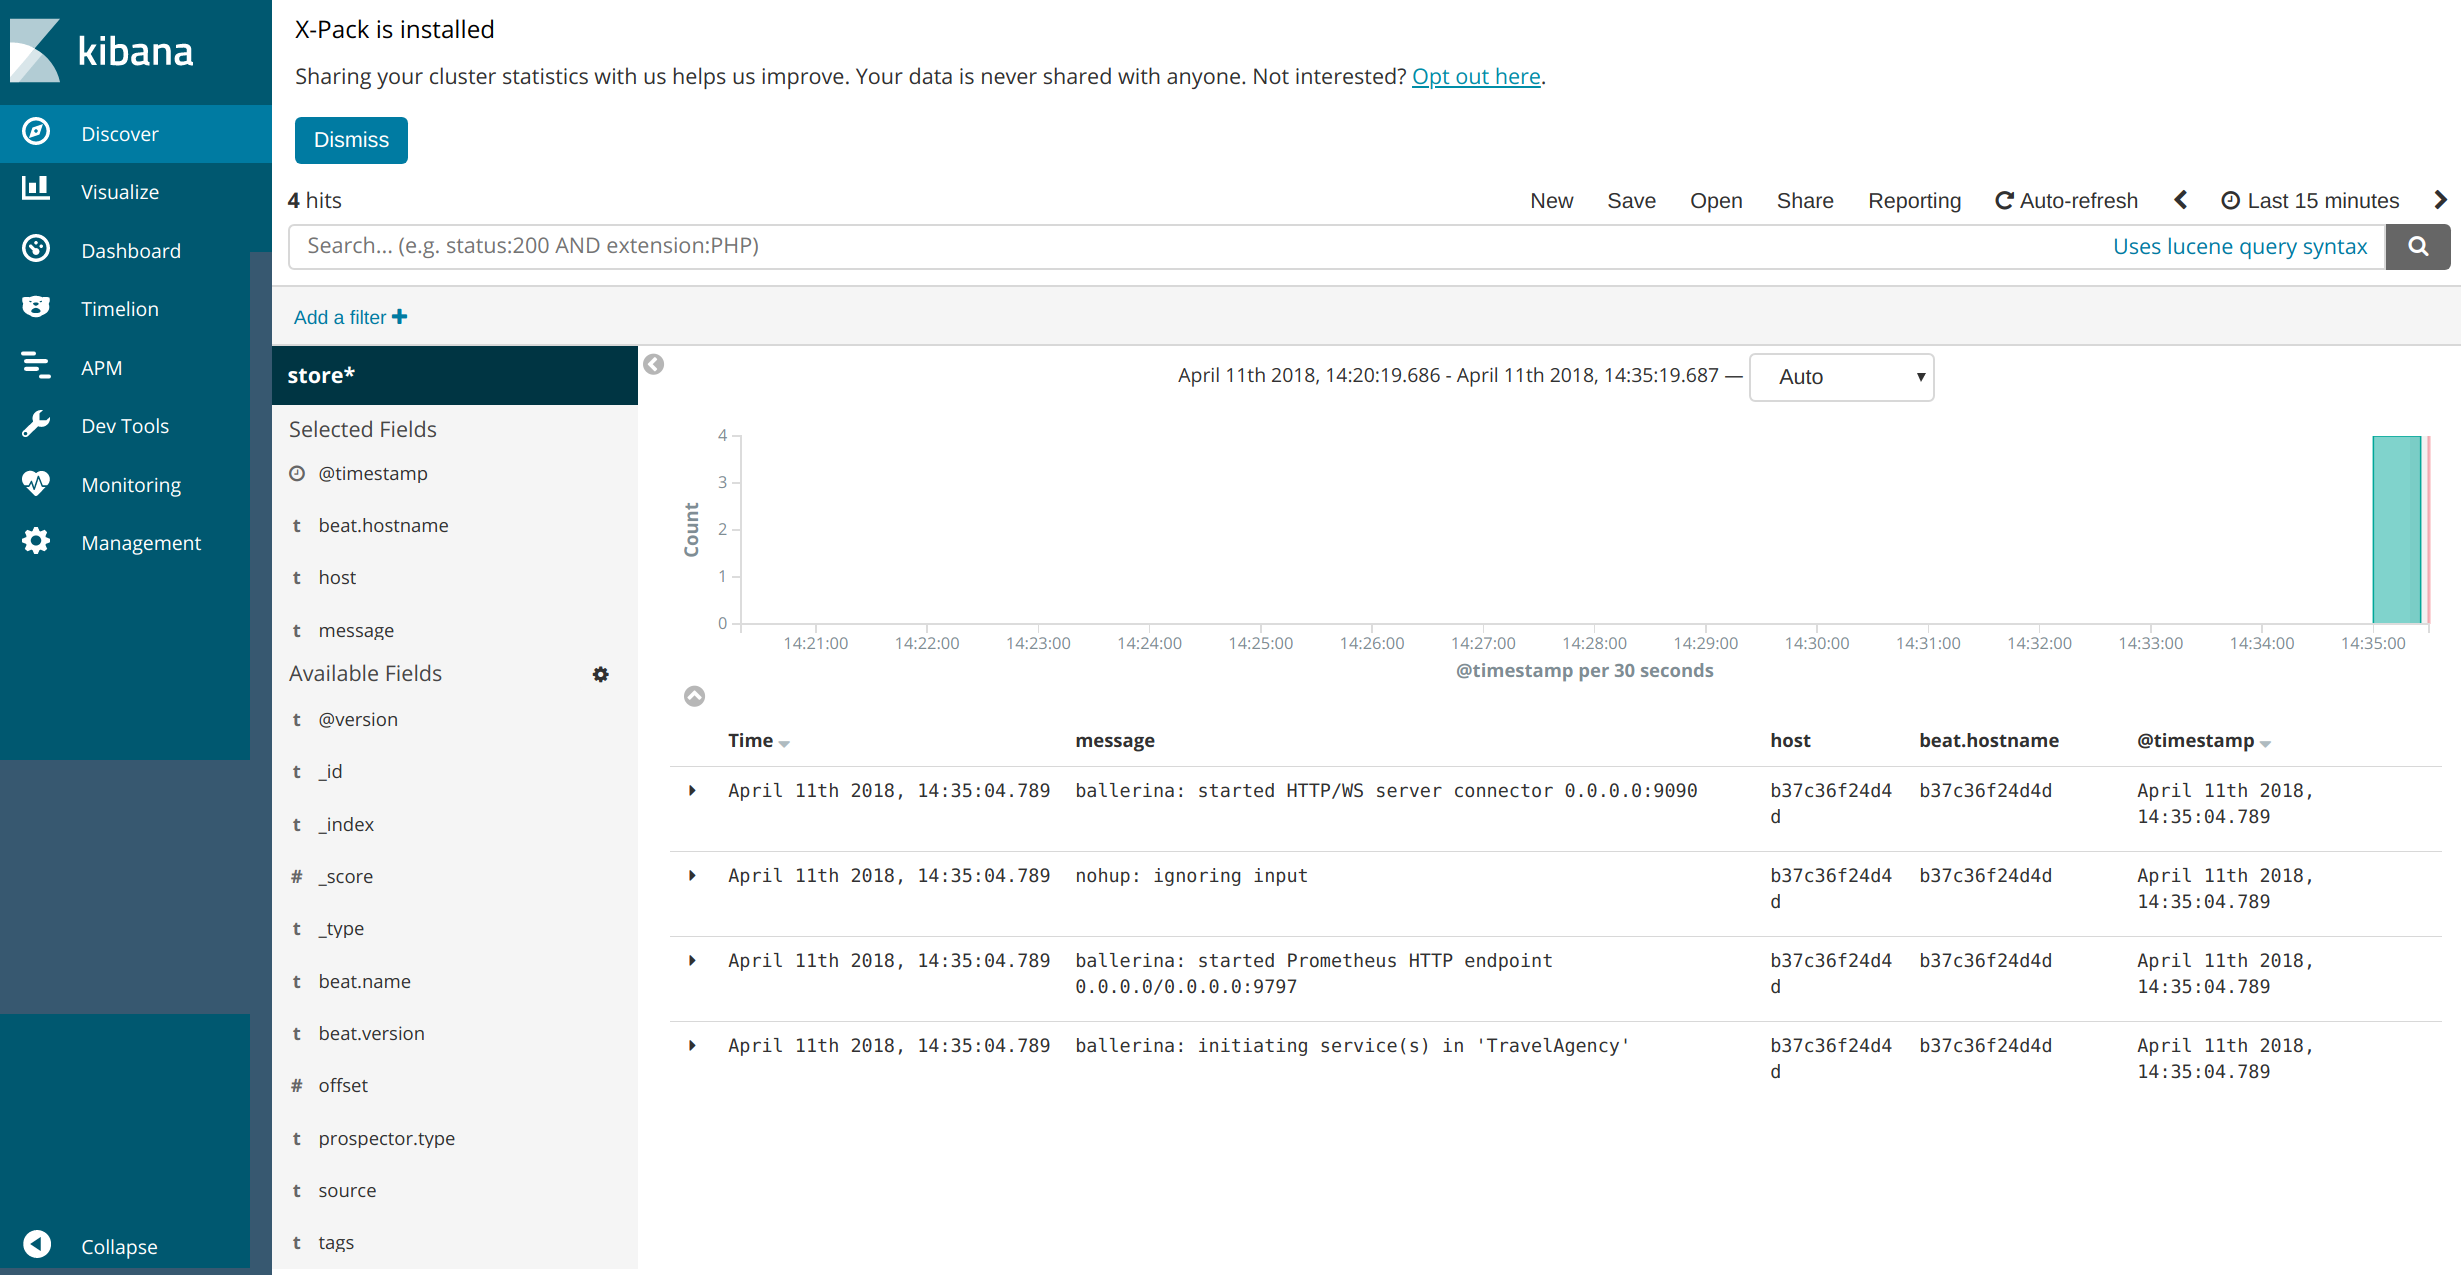 kibana
Discover
Visualize
Dashboard
Timelion
APM
Dev Tools
Monitoring
Management
Collapse
X-Pack is installed
Sharing your cluster statistics with us helps us improve. Your data is never shared with anyone. Not interested? Opt out here.
Dismiss
4 hits
New Save Open Share Reporting Auto-refresh Last 15 minutes
Search... (e.g. status:200 AND extension:PHP) Uses lucene query syntax
Add a filter
store*
Selected Fields
@timestamp
t beat.hostname
t host
t message
Available Fields
t @version
t _id
t _index
# _score
t _type
t beat.name
t beat.version
# offset
t prospector.type
t source
t tags
April 11th 2018, 14:20:19.686 - April 11th 2018, 14:35:19.687 — Auto
Count
4
3
2
1
0
14:21:00 14:22:00 14:23:00 14:24:00 14:25:00 14:26:00 14:27:00 14:28:00 14:29:00 14:30:00 14:31:00 14:32:00 14:33:00 14:34:00 14:35:00
@timestamp per 30 seconds
Time message host beat.hostname @timestamp
April 11th 2018, 14:35:04.789 ballerina: started HTTP/WS server connector 0.0.0.0:9090 b37c36f24d4 b37c36f24d4d April 11th 2018,
d 14:35:04.789
April 11th 2018, 14:35:04.789 nohup: ignoring input b37c36f24d4 b37c36f24d4d April 11th 2018,
d 14:35:04.789
April 11th 2018, 14:35:04.789 ballerina: started Prometheus HTTP endpoint b37c36f24d4 b37c36f24d4d April 11th 2018,
0.0.0.0/0.0.0.0:9797 d 14:35:04.789
April 11th 2018, 14:35:04.789 ballerina: initiating service(s) in 'TravelAgency' b37c36f24d4 b37c36f24d4d April 11th 2018,
d 14:35:04.789